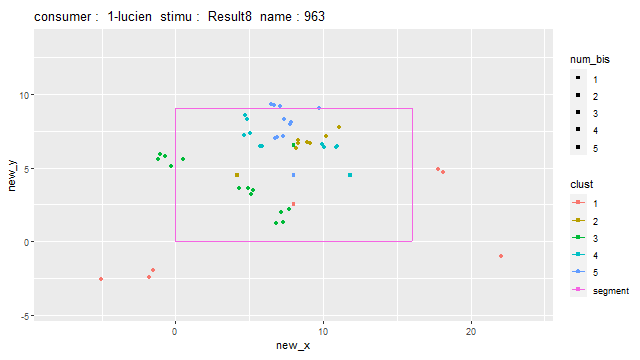 consumer : 1-lucien stimu : Result8 name : 963
10
5
0
-5
new_y
0
10
20
new_x
num_bis
1
2
3
4
5
clust
1
2
3
4
5
segment